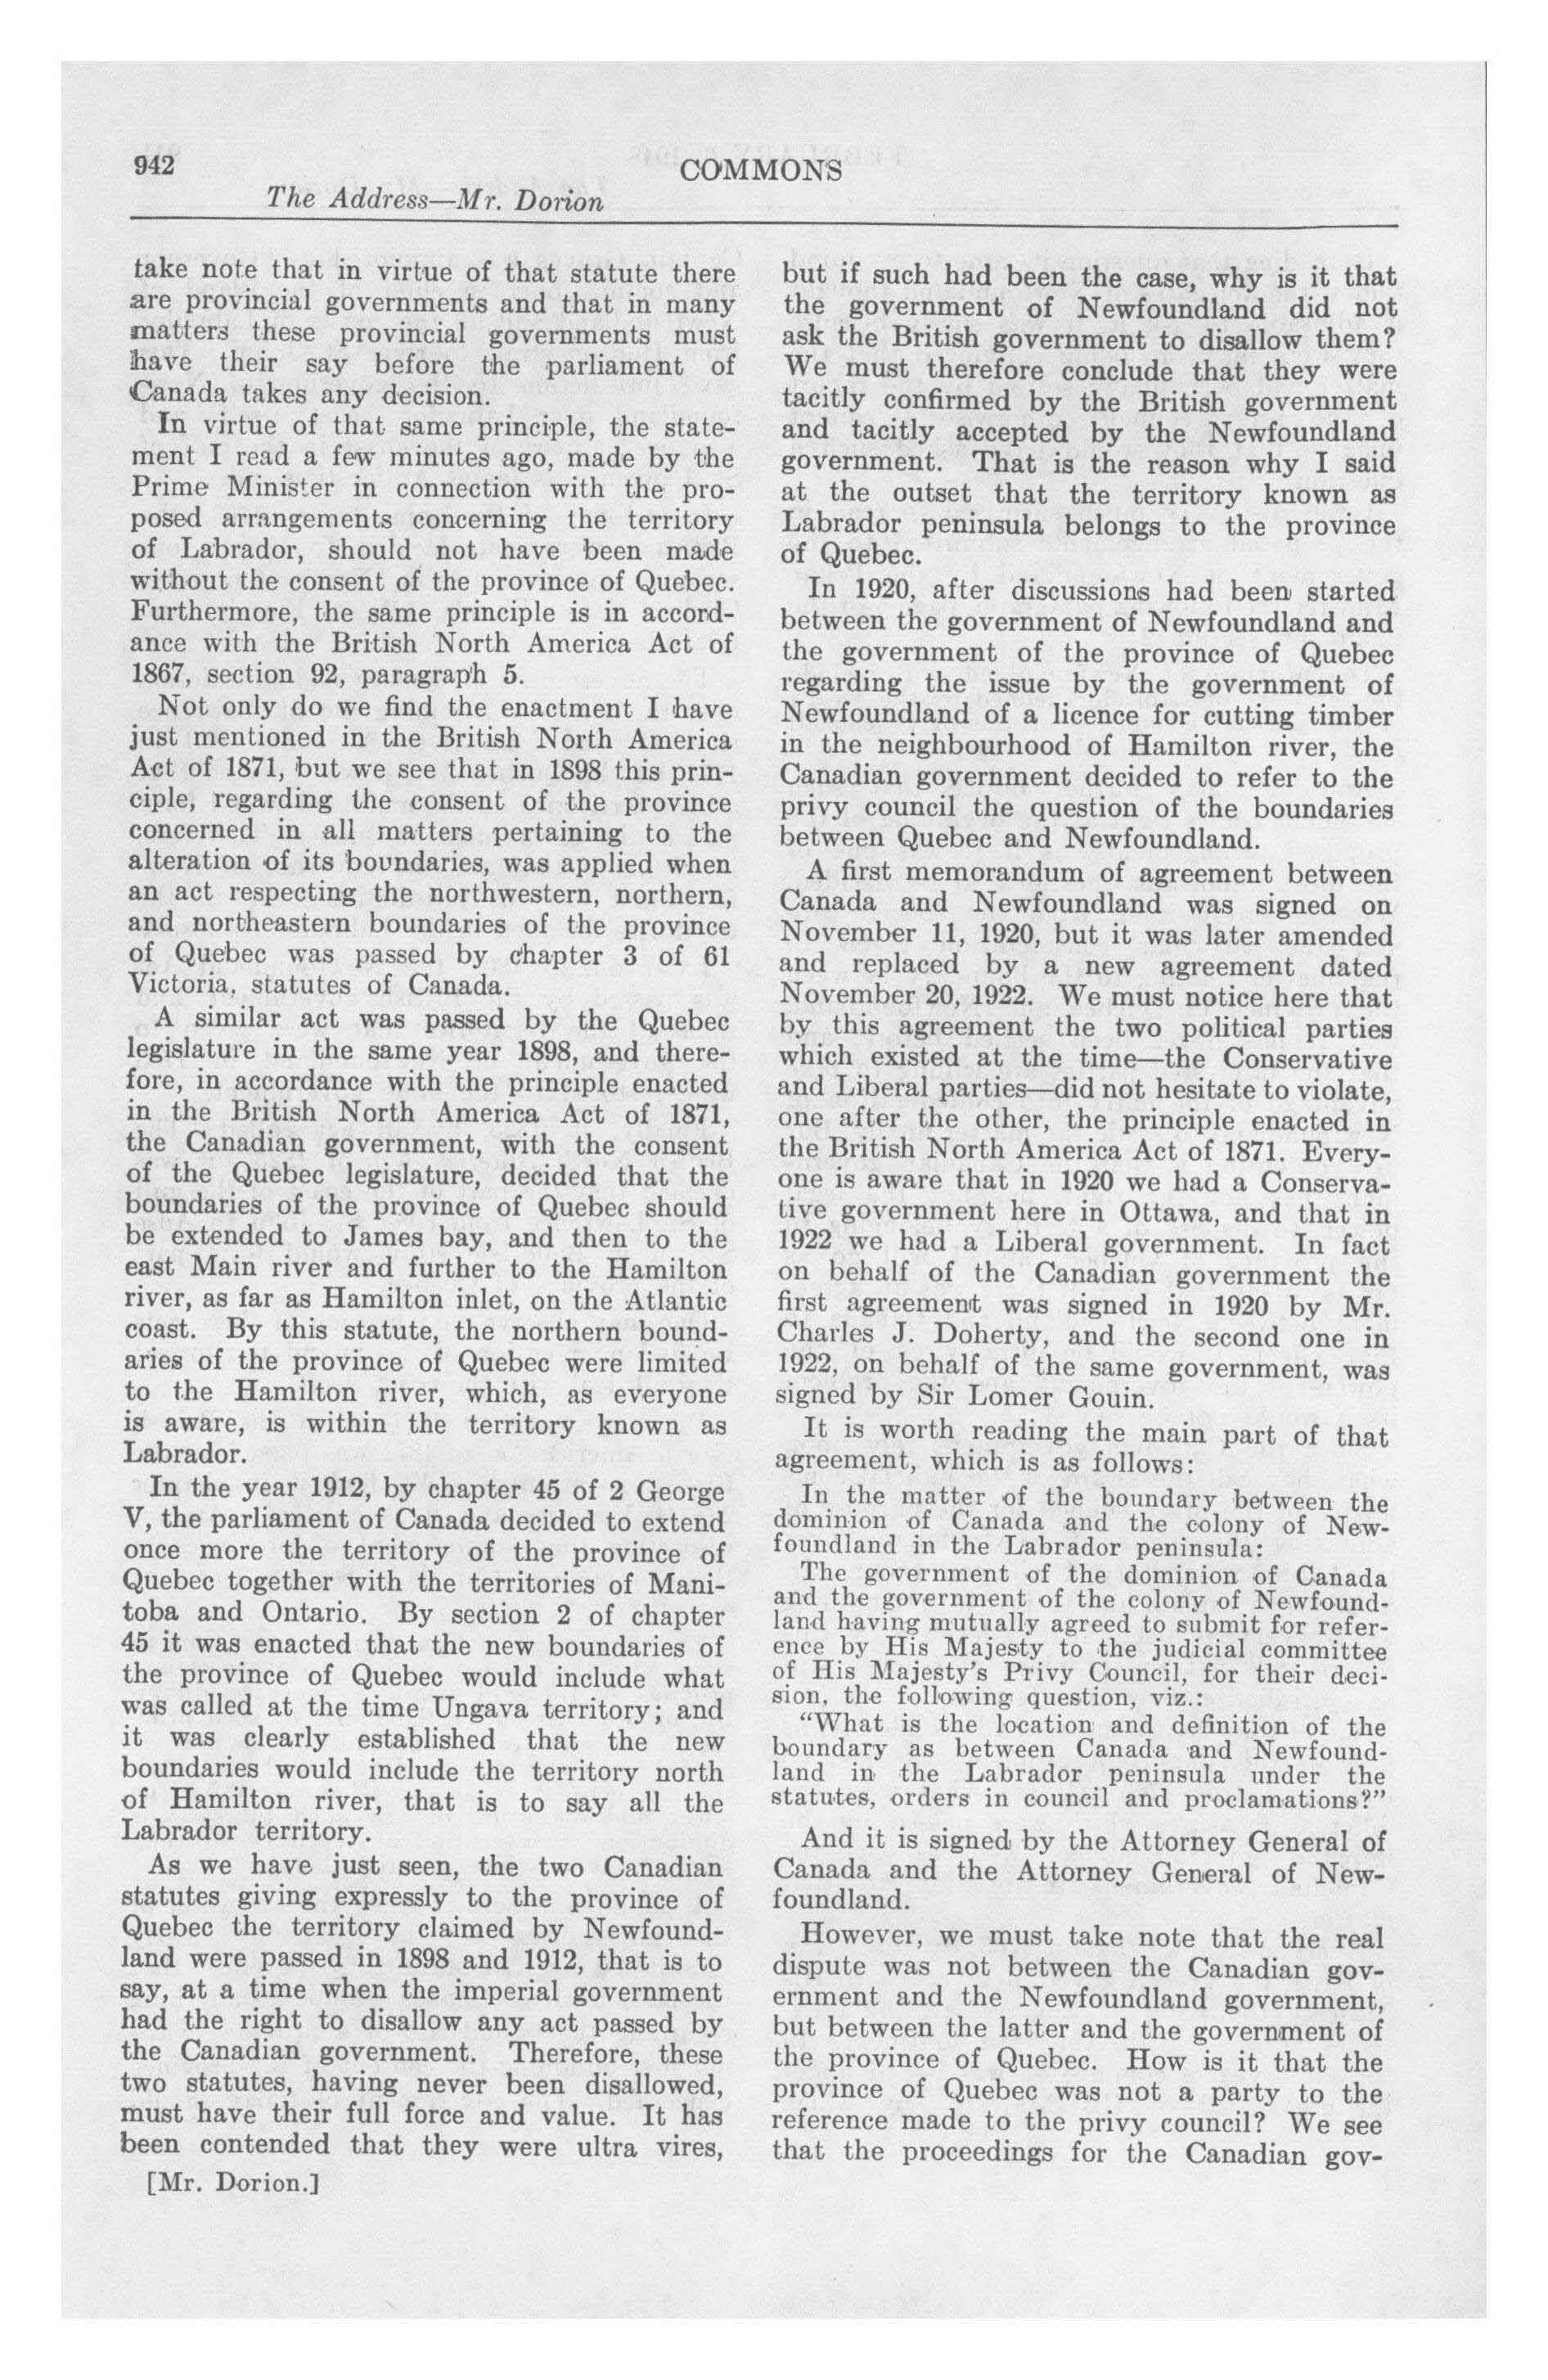 942
COMMONS
The Address—Mr. Dorion
take note that in virtue of that statute there
are provincial governments and that in many
matters these provincial governments must
have their say before the parliament of
Canada takes any decision.
In virtue of that same principle, the state-
ment I read a few minutes ago, made by the
Prime Minister in connection with the pro-
posed arrangements concerning the territory
of Labrador, should not have been made
without the consent of the province of Quebec.
Furthermore, the same principle is in accord-
ance with the British North America Act of
1867, section 92, paragraph 5.
Not only do we find the enactment I have
just mentioned in the British North America
Act of 1871, but we see that in 1898 this prin-
ciple, regarding the consent of the province
concerned in all matters pertaining to the
alteration of its boundaries, was applied when
an act respecting the northwestern, northern,
and northeastern boundaries of the province
of Quebec was passed by chapter 3 of 61
Victoria, statutes of Canada.
A similar act was passed by the Quebec
legislature in the same year 1898, and there-
fore, in accordance with the principle enacted
in the British North America Act of 1871,
the Canadian government, with the consent
of the Quebec legislature, decided that the
boundaries of the province of Quebec should
be extended to James bay, and then to the
east Main river and further to the Hamilton
river, as far as Hamilton inlet, on the Atlantic
coast. By this statute, the northern bound-
aries of the province of Quebec were limited
to the Hamilton river, which, as everyone
is aware, is within the territory known as
Labrador.
In the year 1912, by chapter 45 of 2 George
V, the parliament of Canada decided to extend
once more the territory of the province of
Quebec together with the territories of Mani-
toba and Ontario. By section 2 of chapter
45 it was enacted that the new boundaries of
the province of Quebec would include what
was called at the time Ungava territory; and
it was clearly established that the new
boundaries would include the territory north
of Hamilton river, that is to say all the
Labrador territory.
As we have just seen, the two Canadian
statutes giving expressly to the province of
Quebec the territory claimed by Newfound-
land were passed in 1898 and 1912, that is to
say, at a time when the imperial government
had the right to disallow any act passed by
the Canadian government. Therefore, these
two statutes, having never been disallowed,
must have their full force and value. It has
been contended that they were ultra vires,
[Mr. Dorion.]
but if such had been the case, why is it that
the government of Newfoundland did not
ask the British government to disallow them?
We must therefore conclude that they were
tacitly confirmed by the British government
and tacitly accepted by the Newfoundland
government. That is the reason why I said
at the outset that the territory known as
Labrador peninsula belongs to the province
of Quebec.
In 1920, after discussions had been started
between the government of Newfoundland and
the government of the province of Quebec
regarding the issue by the government of
Newfoundland of a licence for cutting timber
in the neighbourhood of Hamilton river, the
Canadian government decided to refer to the
privy council the question of the boundaries
between Quebec and Newfoundland.
A first memorandum of agreement between
Canada and Newfoundland was signed on
November 11, 1920, but it was later amended
and replaced by a new agreement dated
November 20, 1922. We must notice here that
by this agreement the two political parties
which existed at the time—the Conservative
and Liberal parties—did not hesitate to violate,
one after the other, the principle enacted in
the British North America Act of 1871. Every-
one is aware that in 1920 we had a Conserva-
tive government here in Ottawa, and that in
1922 we had a Liberal government. In fact
on behalf of the Canadian government the
first agreement was signed in 1920 by Mr.
Charles J. Doherty, and the second one in
1922, on behalf of the same government, was
signed by Sir Lomer Gouin.
It is worth reading the main part of that
agreement, which is as follows:
In the matter of the boundary between the
dominion of Canada and the colony of New-
foundland in the Labrador peninsula:
The government of the dominion of Canada
and the government of the colony of Newfound-
land having mutually agreed to submit for refer-
ence by His Majesty to the judicial committee
of His Majesty's Privy Council, for their deci-
sion, the following question, viz.:
"What is the location and definition of the
boundary as between Canada and Newfound-
land in the Labrador peninsula under the
statutes, orders in council and proclamations?"
And it is signed by the Attorney General of
Canada and the Attorney General of New-
foundland.
However, we must take note that the real
dispute was not between the Canadian gov-
ernment and the Newfoundland government,
but between the latter and the government of
the province of Quebec. How is it that the
province of Quebec was not a party to the
reference made to the privy council? We see
that the proceedings for the Canadian gov-